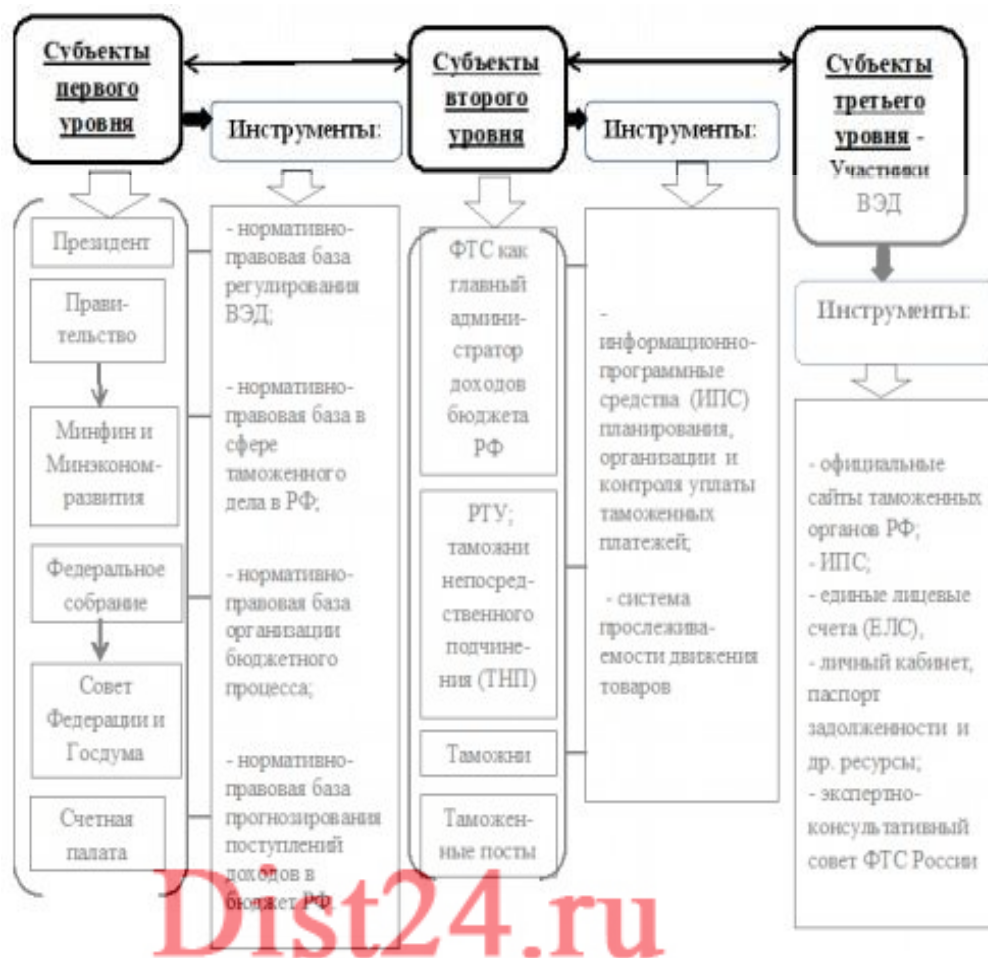 Субъекты
первого
уровня
Инструменты:
Субъекты
второго
уровня
Инструменты:
Субъекты
третьего
уровня -
Участники
ВЭД
Президент
Прави-
тельство
Минфин и
Минэконом-
развития
Федеральное
собрание
Совет
Федерации и
Госдума
Счетная
палата
- нормативно-
правовая база
регулирования
ВЭД;
- нормативно-
правовая база в
сфере
таможенного
дела в РФ;
- нормативно-
правовая база
организации
бюджетного
процесса;
- нормативно-
правовая база
прогнозирования
поступлений
доходов в
бюджет РФ.
ФТС как
главный
админи-
стратор
доходов
бюджета
РФ
РТУ;
таможни
непосред-
ственного
подчине-
ния (ТНП)
Таможни
Таможен-
ные посты
-
информационно-
программные
средства (ИПС)
планирования,
организации и
контроля уплаты
таможенных
платежей;
- система
прослежива-
емости движения
товаров
Инструменты:
- официальные
сайты таможенных
органов РФ;
- ИПС;
- единые лицевые
счета (ЕЛС),
- личный кабинет,
паспорт
задолженности и
др. ресурсы;
- экспертно-
консультативный
совет ФТС России
Dist24.ru